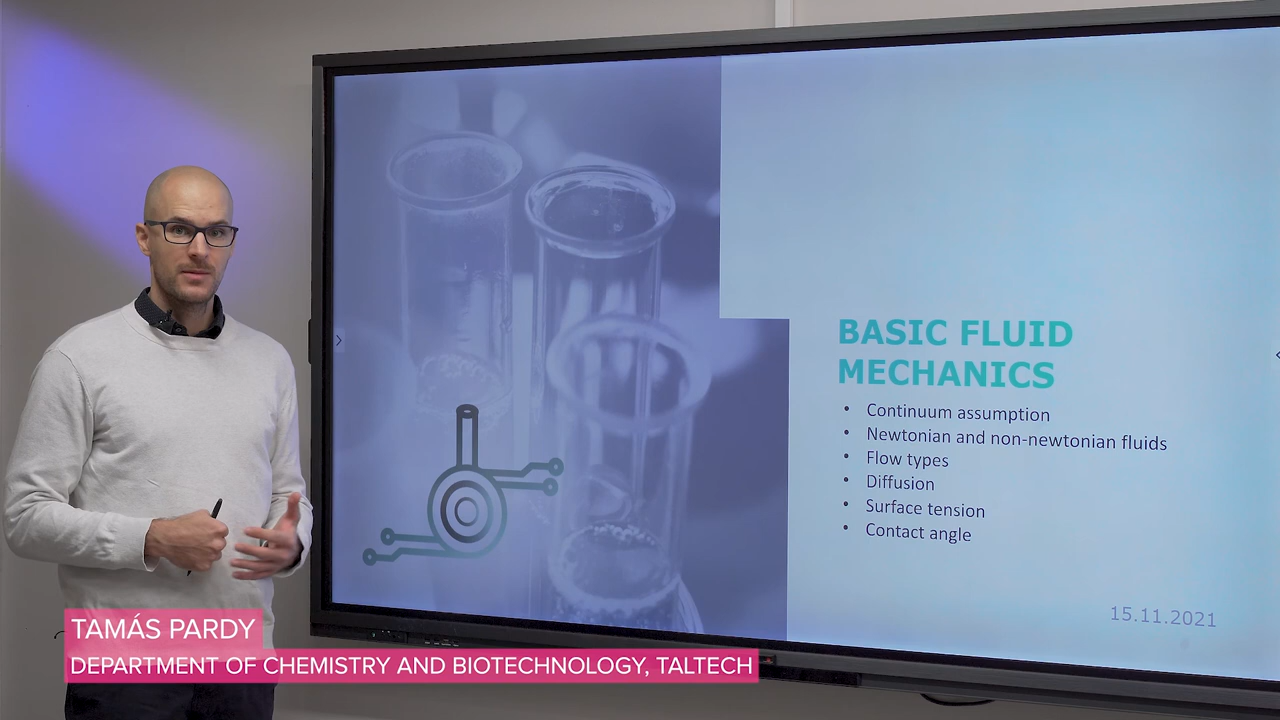 BASIC FLUID
MECHANICS
• Continuum assumption
• Newtonian and non-newtonian fluids
• Flow types
• Diffusion
• Surface tension
• Contact angle
15.11.2021
TAMÁS PARDY
DEPARTMENT OF CHEMISTRY AND BIOTECHNOLOGY, TALTECH